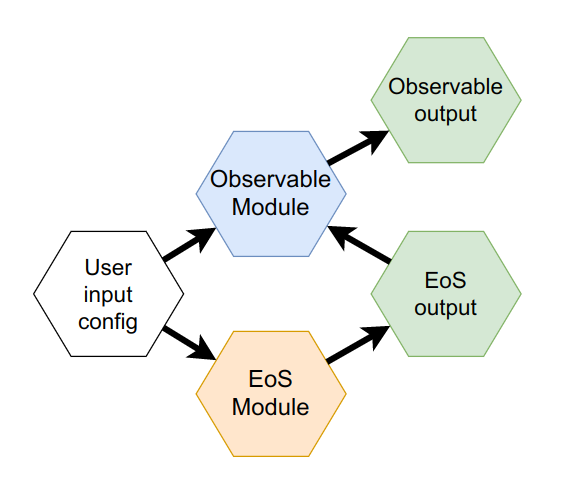 Observable
output
Observable
Module
User
input
config
EoS
output
EoS
Module